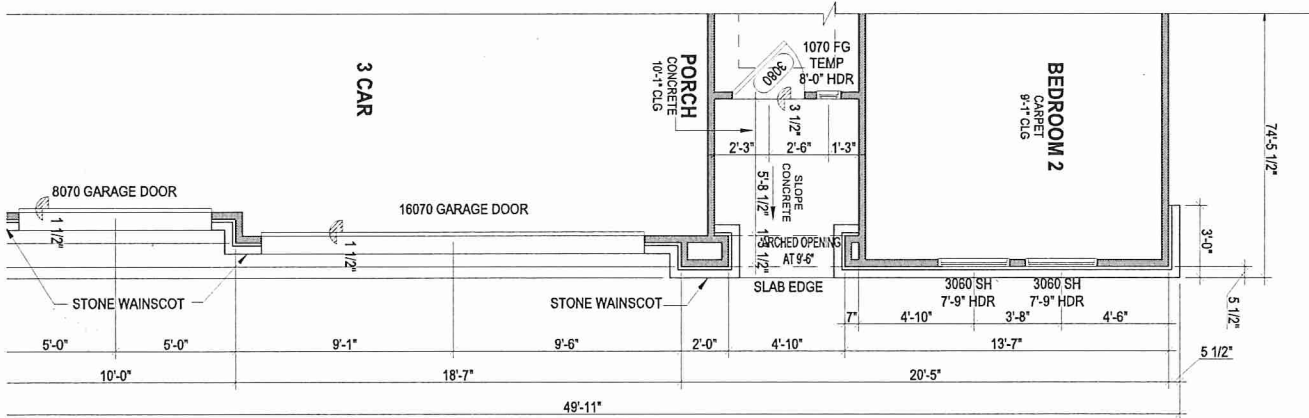 1070 FG
TEMP
8'-0" HDR
3080
PORCH
CONCRETE
10'-1" CLG
3 CAR
BEDROOM 2
CARPET
9'-1" CLG
74'-5 1/2"
3 1/2"
2'-3"
2'-6"
1'-3"
SLOPE
CONCRETE
5'-8 1/2"
8070 GARAGE DOOR
1 1/2"
16070 GARAGE DOOR
1 1/2"
ARCHED OPENING
AT 9'-6"
SLAB EDGE
3'-0"
STONE WAINSCOT
STONE WAINSCOT
3060 SH
7'-9" HDR
3060 SH
7'-9" HDR
5 1/2"
7"
4'-10"
3'-8"
4'-6"
5'-0"
5'-0"
9'-1"
9'-6"
2'-0"
4'-10"
13'-7"
5 1/2"
10'-0"
18'-7"
20'-5"
49'-11"